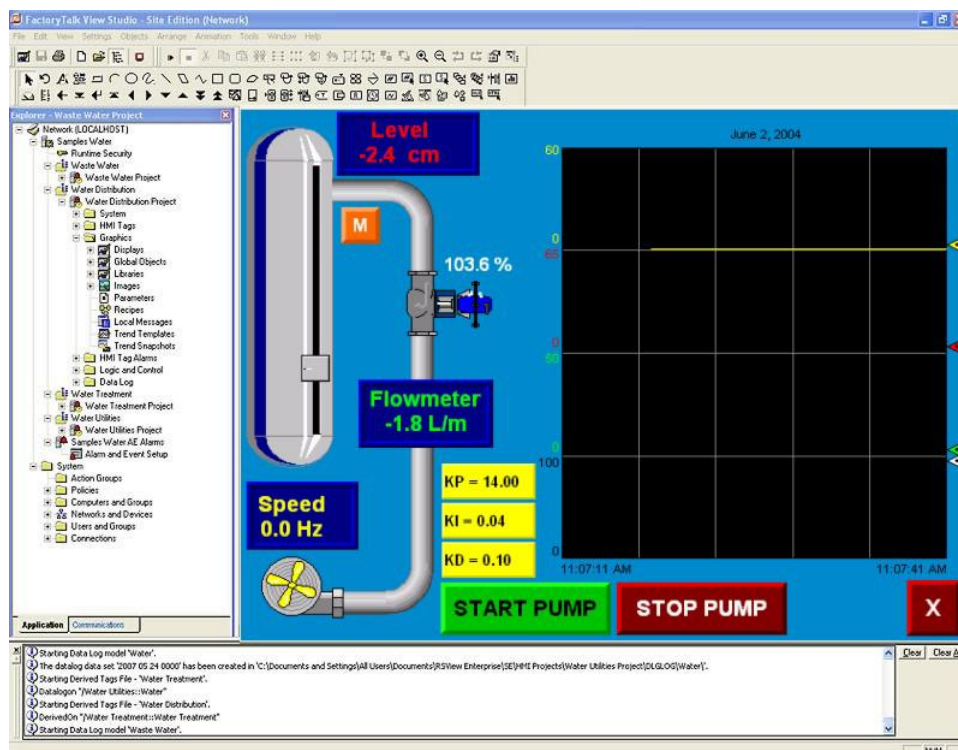 FactoryTalk View Studio - Site Edition (Network)
File Edit View Settings Objects Arrange Animation Tools Window Help
Explorer - Waste Water Project
Network (LOCALHOST)
Samples Water
Runtime Security
Waste Water
Waste Water Project
Water Distribution
Water Distribution Project
System
HMI Tags
Graphics
Displays
Global Objects
Libraries
Images
Parameters
Recipes
Local Messages
Trend Templates
Trend Snapshots
HMI Tag Alarms
Logic and Control
Data Log
Water Treatment
Water Treatment Project
Water Utilities
Water Utilities Project
Samples Water AE Alarms
Alarm and Event Setup
System
Action Groups
Policies
Computers and Groups
Networks and Devices
Users and Groups
Connections
Application Communications
Level
-2.4 cm
M
103.6 %
Flowmeter
-1.8 L/m
Speed
0.0 Hz
KP = 14.00
KI = 0.04
KD = 0.10
June 2, 2004
60
0
65
0
50
0
100
0
11:07:11 AM 11:07:41 AM
START PUMP STOP PUMP X
Starting Data Log model 'Water'.
The datalog data set '2007 05 24 0000' has been created in 'C:\Documents and Settings\All Users\Documents\RSView Enterprise\SE\HMI Projects\Water Utilities Project\DLGLOG\Water\'.
Starting Derived Tags File - 'Water Treatment'.
Datalogon "/Water Utilities::Water"
Starting Derived Tags File - 'Water Distribution'.
DerivedOn "/Water Treatment::Water Treatment"
Starting Data Log model 'Waste Water'.
Clear Clear A